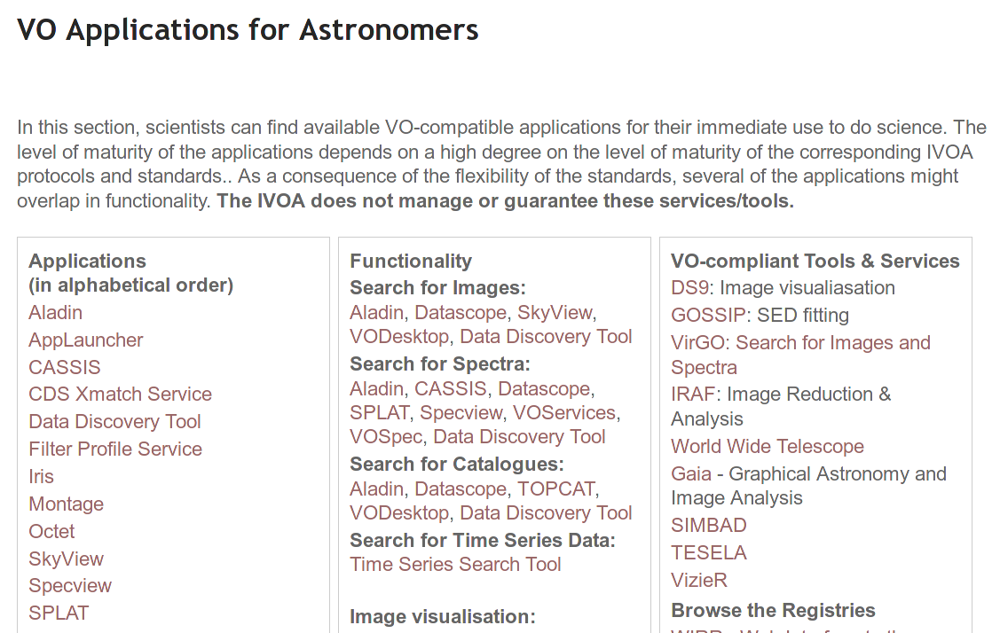 VO Applications for Astronomers
In this section, scientists can find available VO-compatible applications for their immediate use to do science. The
level of maturity of the applications depends on a high degree on the level of maturity of the corresponding IVOA
protocols and standards.. As a consequence of the flexibility of the standards, several of the applications might
overlap in functionality. The IVOA does not manage or guarantee these services/tools.
Applications
(in alphabetical order)
Aladin
AppLauncher
CASSIS
CDS Xmatch Service
Data Discovery Tool
Filter Profile Service
Iris
Montage
Octet
SkyView
Specview
SPLAT
Functionality
Search for Images:
Aladin, Datascope, SkyView,
VODesktop, Data Discovery Tool
Search for Spectra:
Aladin, CASSIS, Datascope,
SPLAT, Specview, VOServices,
VOSpec, Data Discovery Tool
Search for Catalogues:
Aladin, Datascope, TOPCAT,
VODesktop, Data Discovery Tool
Search for Time Series Data:
Time Series Search Tool
Image visualisation:
VO-compliant Tools & Services
DS9: Image visualiasation
GOSSIP: SED fitting
VirGO: Search for Images and
Spectra
IRAF: Image Reduction &
Analysis
World Wide Telescope
Gaia - Graphical Astronomy and
Image Analysis
SIMBAD
TESELA
VizieR
Browse the Registries